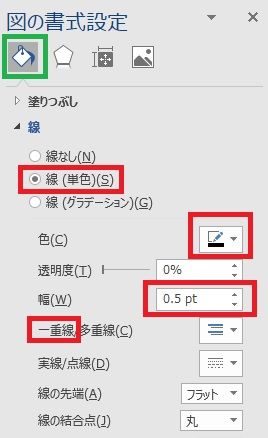 図の書式設定
塗りつぶし
線
線なし(N)
線 (単色)(S)
線 (グラデーション)(G)
色(C)
透明度(T) 0%
幅(W) 0.5 pt
一重線/多重線(C)
実線/点線(D)
線の先端(A) フラット
線の結合点(J) 丸